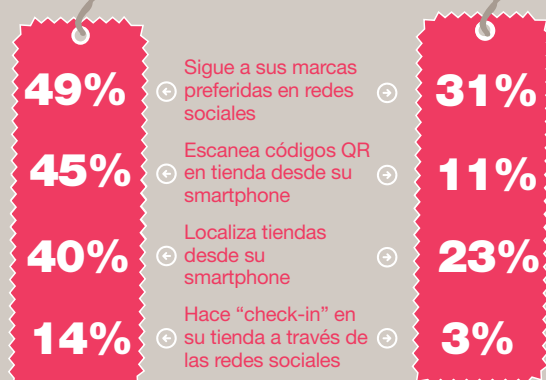 49%
Sigue a sus marcas
preferidas en redes
sociales
31%
45%
Escanea códigos QR
en tienda desde su
smartphone
11%
40%
Localiza tiendas
desde su
smartphone
23%
14%
Hace “check-in” en
su tienda a través de
las redes sociales
3%